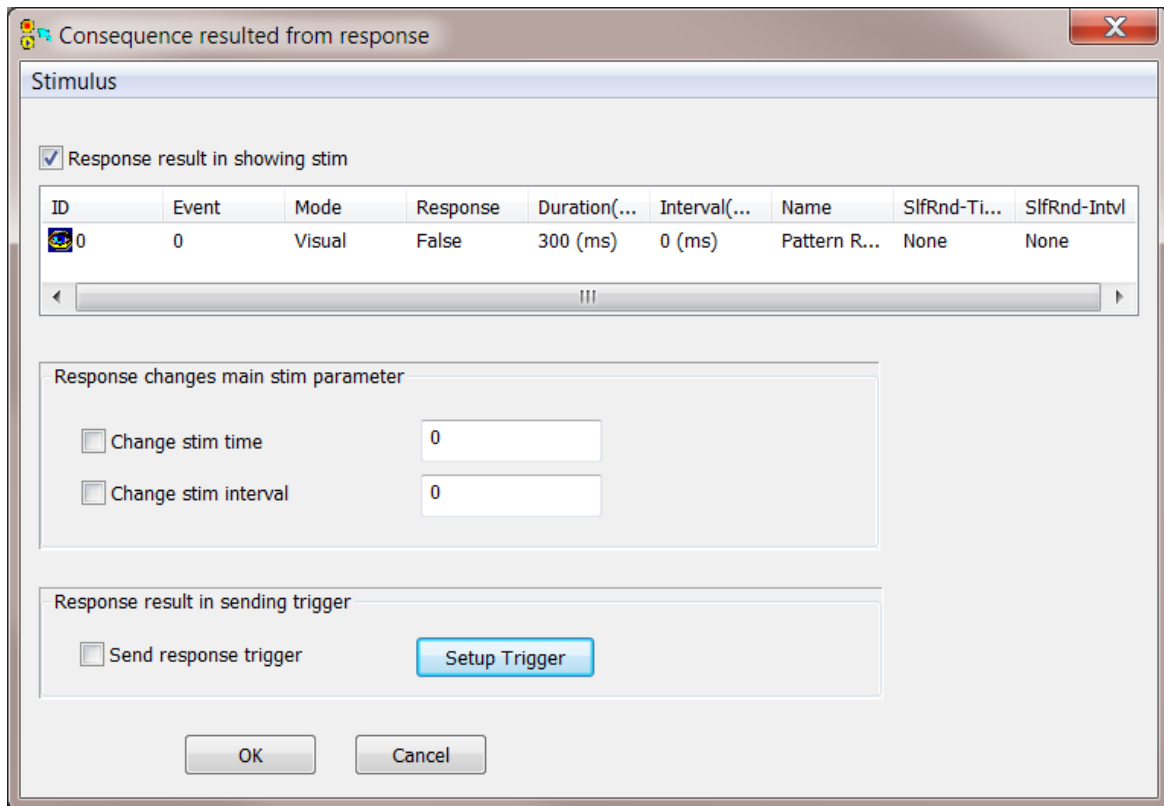 Consequence resulted from response
Stimulus
Response result in showing stim
ID Event Mode Response Duration(... Interval(... Name SlfRnd-Ti... SlfRnd-Intvl
0 0 Visual False 300 (ms) 0 (ms) Pattern R... None None
Response changes main stim parameter
Change stim time 0
Change stim interval 0
Response result in sending trigger
Send response trigger Setup Trigger
OK Cancel